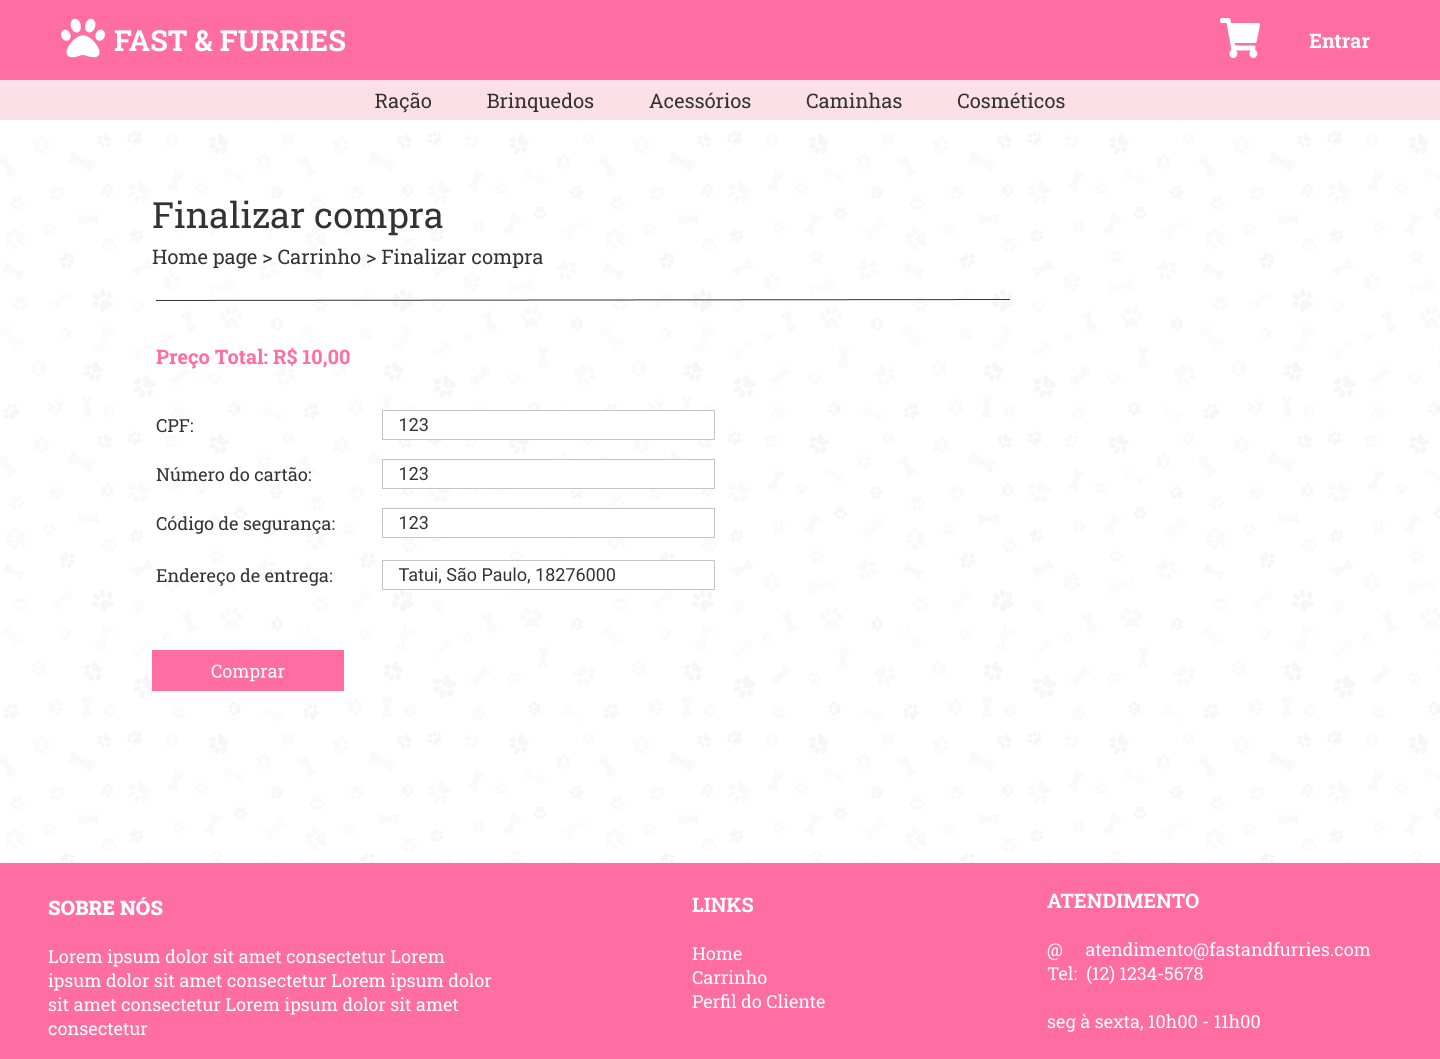 FAST & FURRIES
Entrar
Ração
Brinquedos
Acessórios
Caminhas
Cosméticos
Finalizar compra
Home page > Carrinho > Finalizar compra
Preço Total: R$ 10,00
CPF:
123
Número do cartão:
123
Código de segurança:
123
Endereço de entrega:
Tatui, São Paulo, 18276000
Comprar
SOBRE NÓS
Lorem ipsum dolor sit amet consectetur Lorem
ipsum dolor sit amet consectetur Lorem ipsum dolor
sit amet consectetur Lorem ipsum dolor sit amet
consectetur
LINKS
Home
Carrinho
Perfil do Cliente
ATENDIMENTO
@ atendimento@fastandfurries.com
Tel: (12) 1234-5678
seg à sexta, 10h00 - 11h00